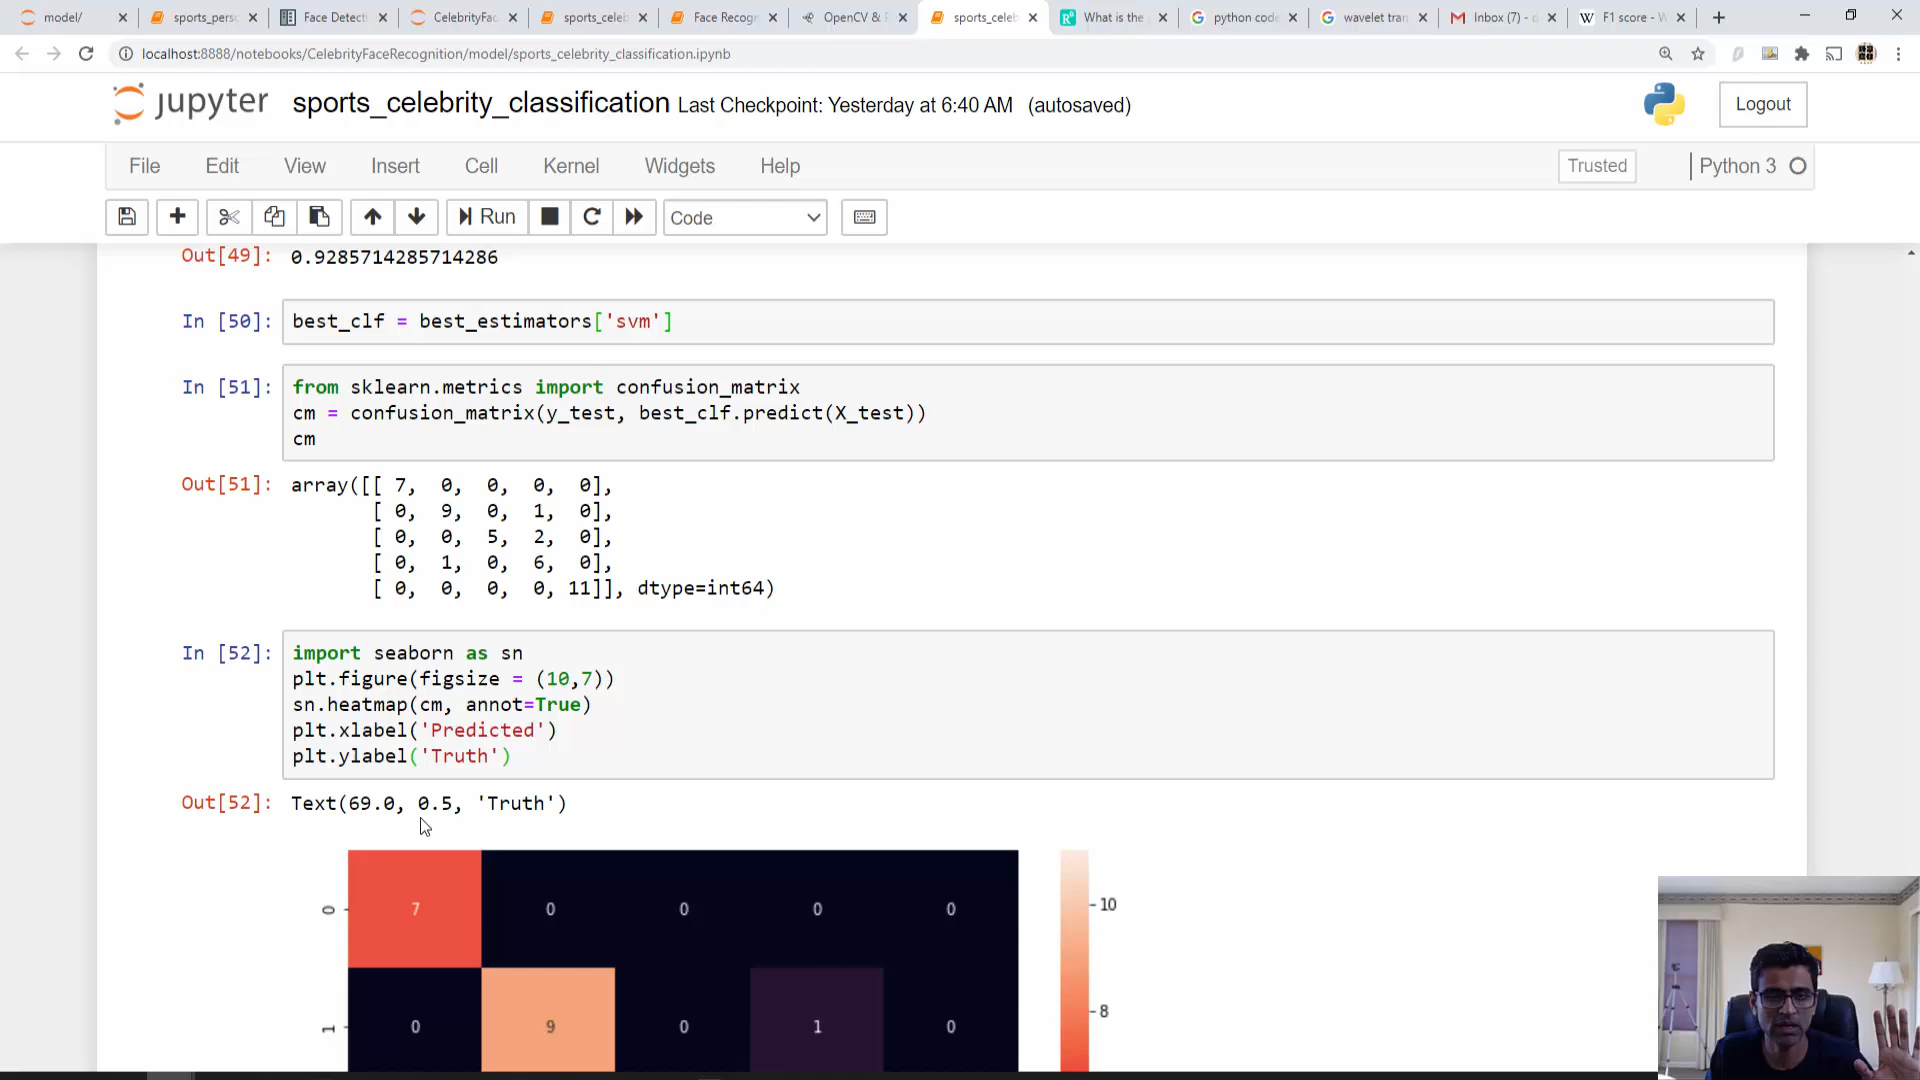 model/
sports_pers
Face Detecti
CelebrityFac
sports_celeb
Face Recogn
OpenCV &
sports_celeb
What is the
python code
wavelet tran
Inbox (7) - d
F1 score - W
localhost:8888/notebooks/CelebrityFaceRecognition/model/sports_celebrity_classification.ipynb
jupyter sports_celebrity_classification Last Checkpoint: Yesterday at 6:40 AM (autosaved)
Logout
File Edit View Insert Cell Kernel Widgets Help
Trusted
Python 3
Run
Code
Out[49]: 0.9285714285714286
In [50]: best_clf = best_estimators['svm']
In [51]: from sklearn.metrics import confusion_matrix
cm = confusion_matrix(y_test, best_clf.predict(X_test))
cm
Out[51]: array([[ 7, 0, 0, 0, 0],
[ 0, 9, 0, 1, 0],
[ 0, 0, 5, 2, 0],
[ 0, 1, 0, 6, 0],
[ 0, 0, 0, 0, 11]], dtype=int64)
In [52]: import seaborn as sn
plt.figure(figsize = (10,7))
sn.heatmap(cm, annot=True)
plt.xlabel('Predicted')
plt.ylabel('Truth')
Out[52]: Text(69.0, 0.5, 'Truth')
0 7 0 0 0 0
10
1 0 9 0 1 0
8